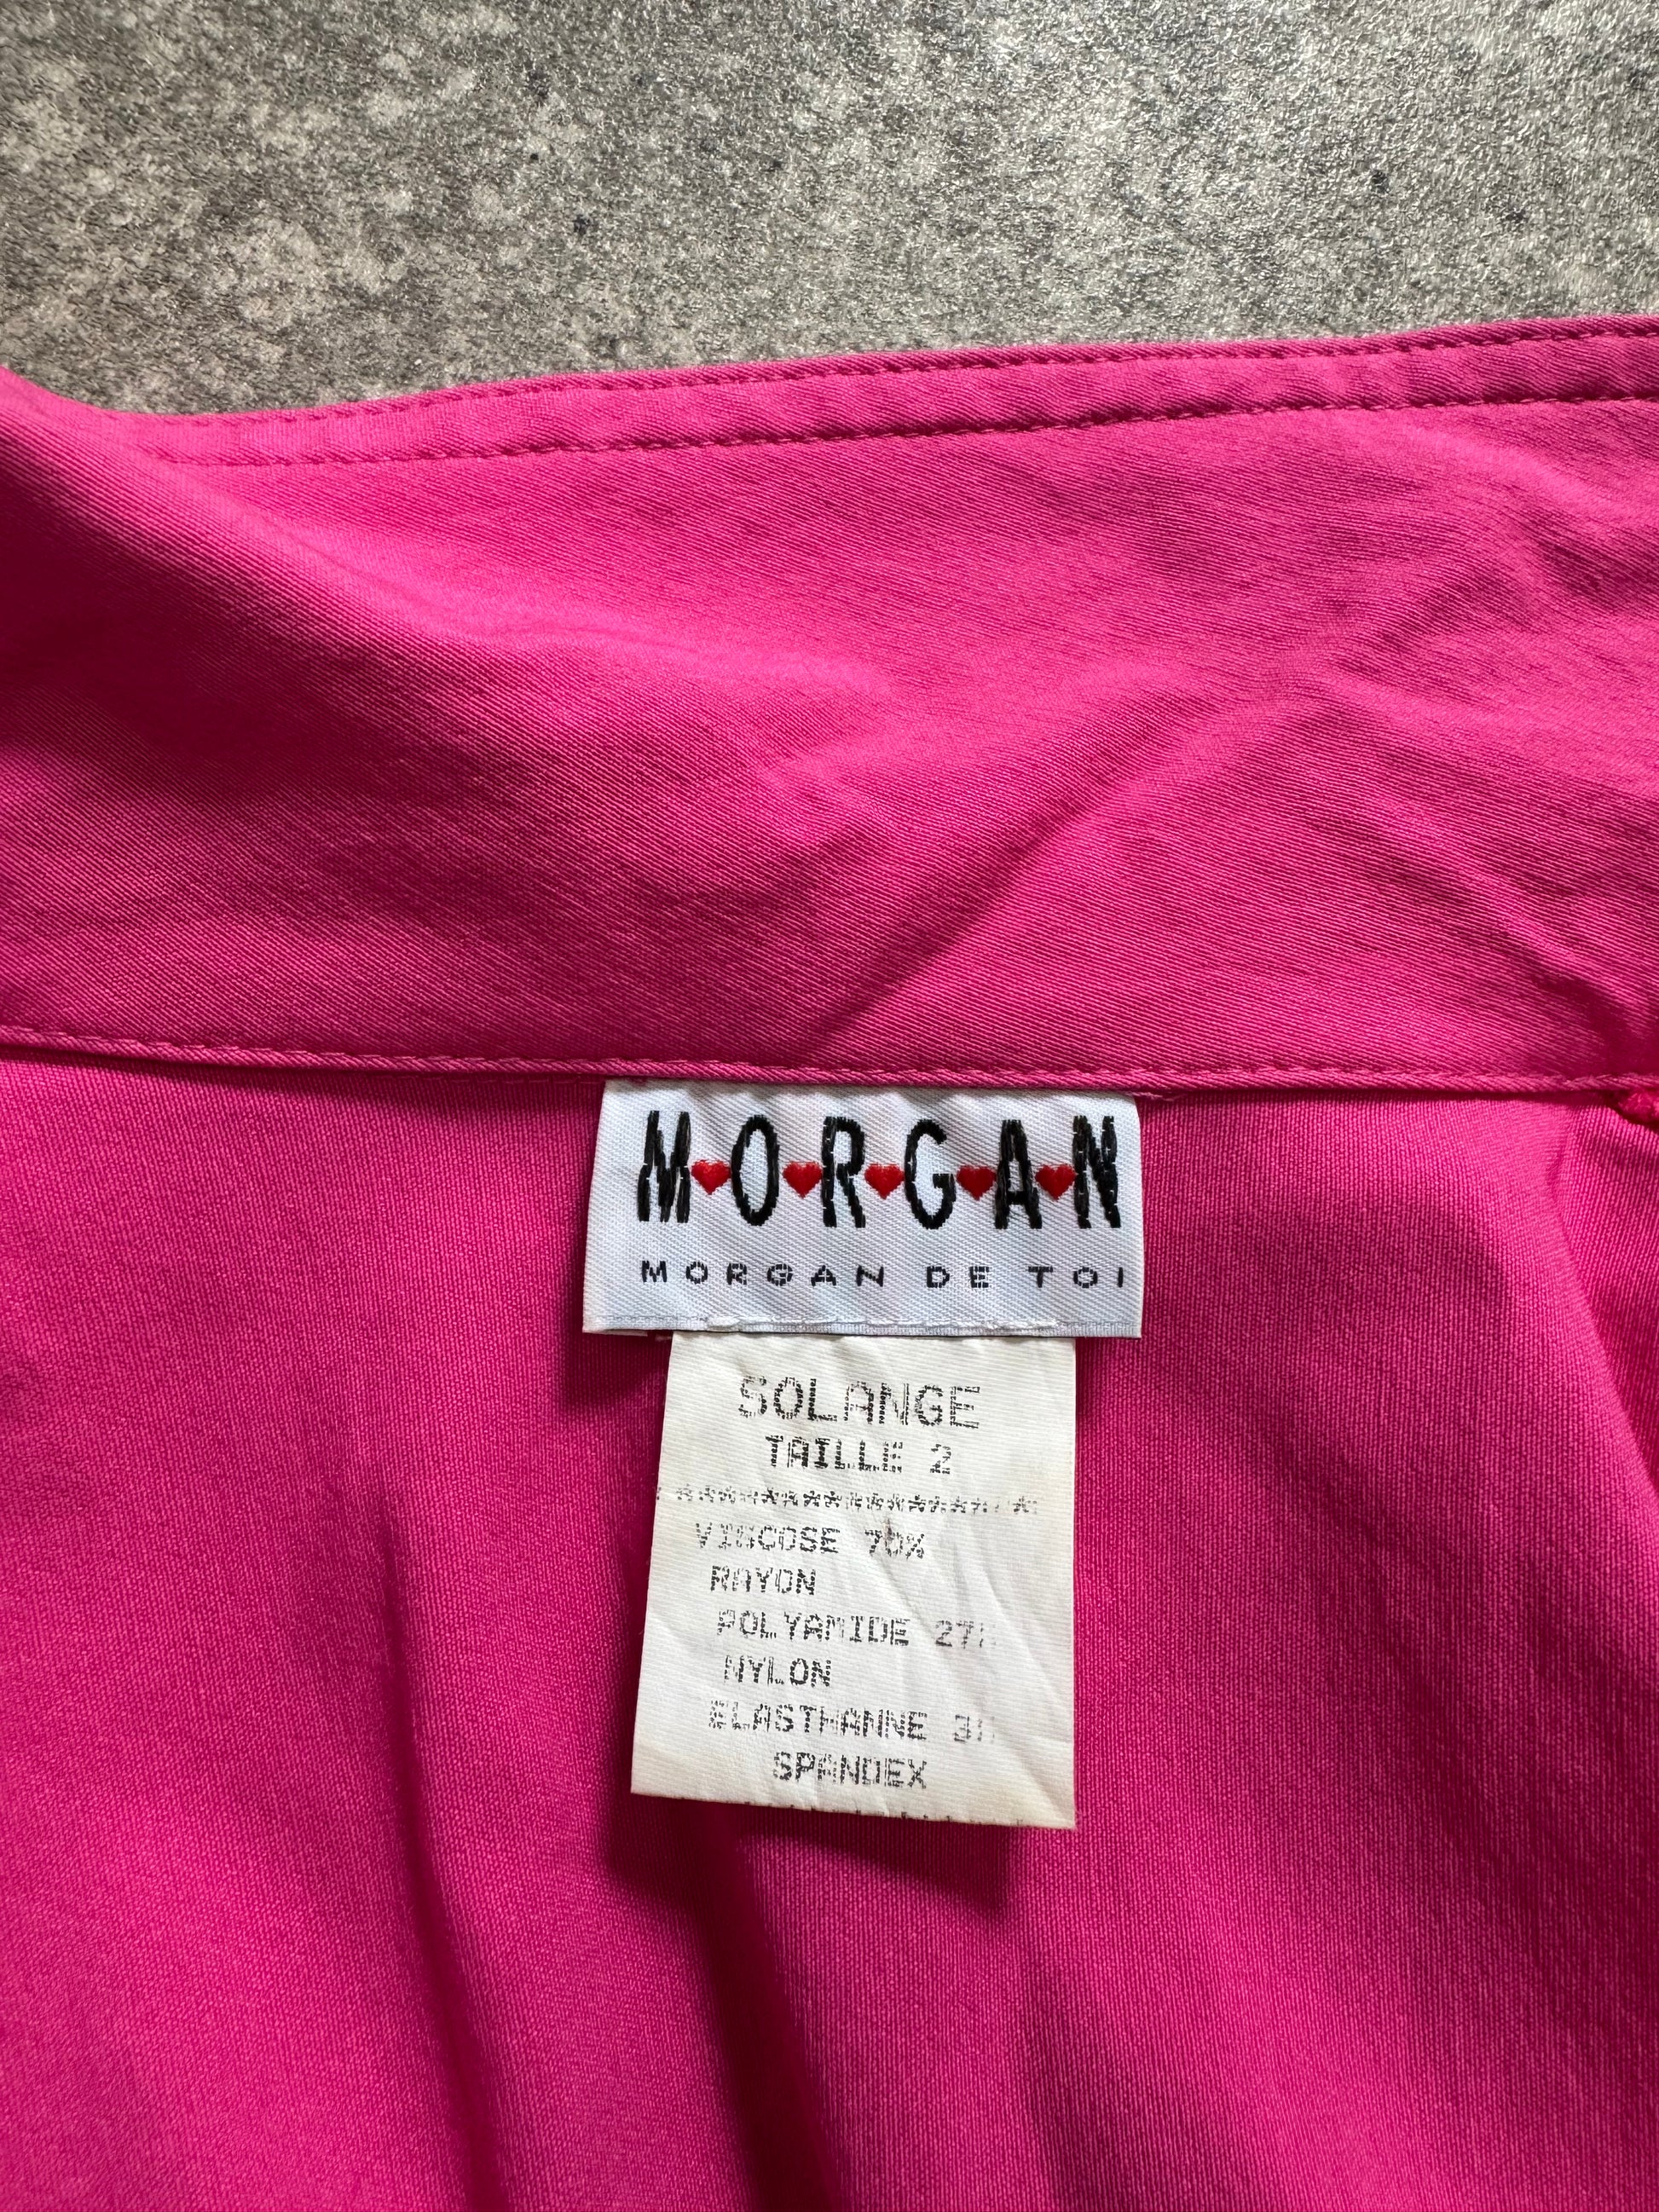 M♥O♥R♥G♥A♥N
MORGAN DE TOI
SOLANGE
TAILLE 2
********************
VISCOSE 70%
RAYON
POLYAMIDE 27%
NYLON
ELASTHANNE 3%
SPANDEX